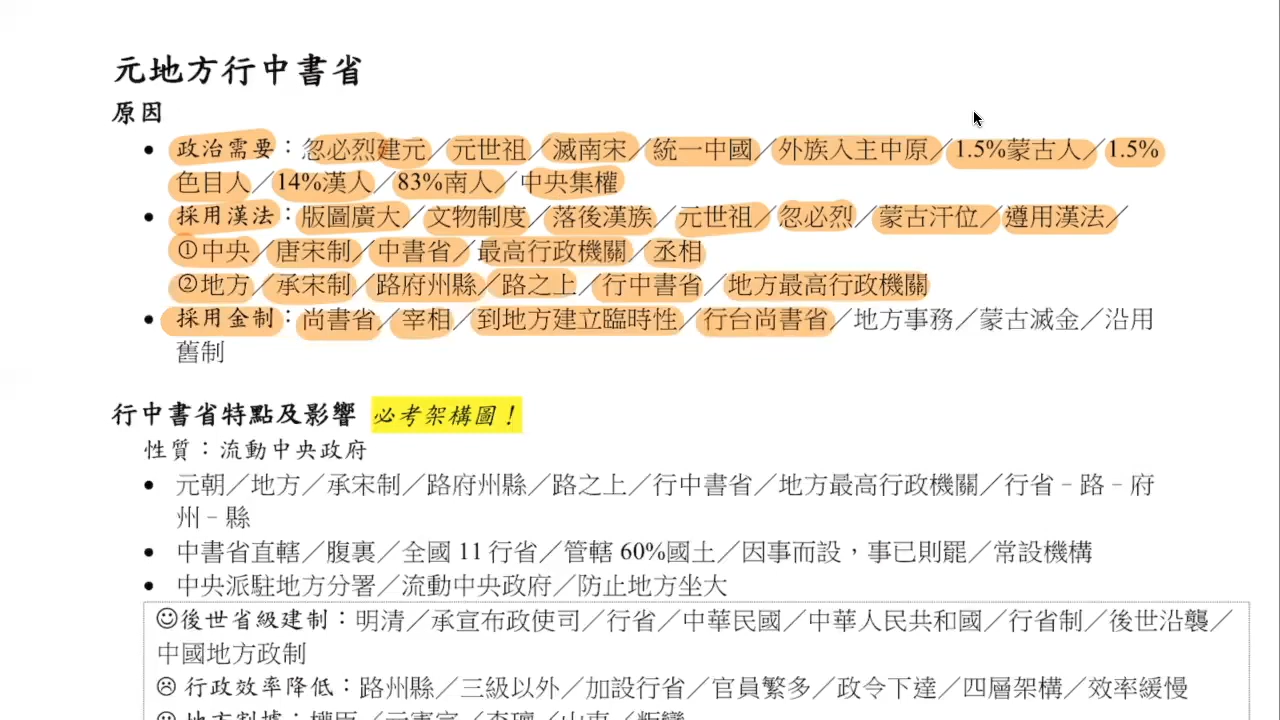 元地方行中書省
原因
• 政治需要：忽必烈建元／元世祖／滅南宋／統一中國／外族入主中原／1.5%蒙古人／1.5%
色目人／14%漢人／83%南人／中央集權
• 採用漢法：版圖廣大／文物制度／落後漢族／元世祖／忽必烈／蒙古汗位／遵用漢法／
①中央／唐宋制／中書省／最高行政機關／丞相
②地方／承宋制／路府州縣／路之上／行中書省／地方最高行政機關
• 採用金制：尚書省／宰相／到地方建立臨時性／行台尚書省／地方事務／蒙古滅金／沿用
舊制
行中書省特點及影響 必考架構圖！
性質：流動中央政府
• 元朝／地方／承宋制／路府州縣／路之上／行中書省／地方最高行政機關／行省－路－府
州－縣
• 中書省直轄／腹裏／全國 11 行省／管轄 60%國土／因事而設，事已則罷／常設機構
• 中央派駐地方分署／流動中央政府／防止地方坐大
☺後世省級建制：明清／承宣布政使司／行省／中華民國／中華人民共和國／行省制／後世沿襲／
中國地方政制
☹ 行政效率降低：路州縣／三級以外／加設行省／官員繁多／政令下達／四層架構／效率緩慢